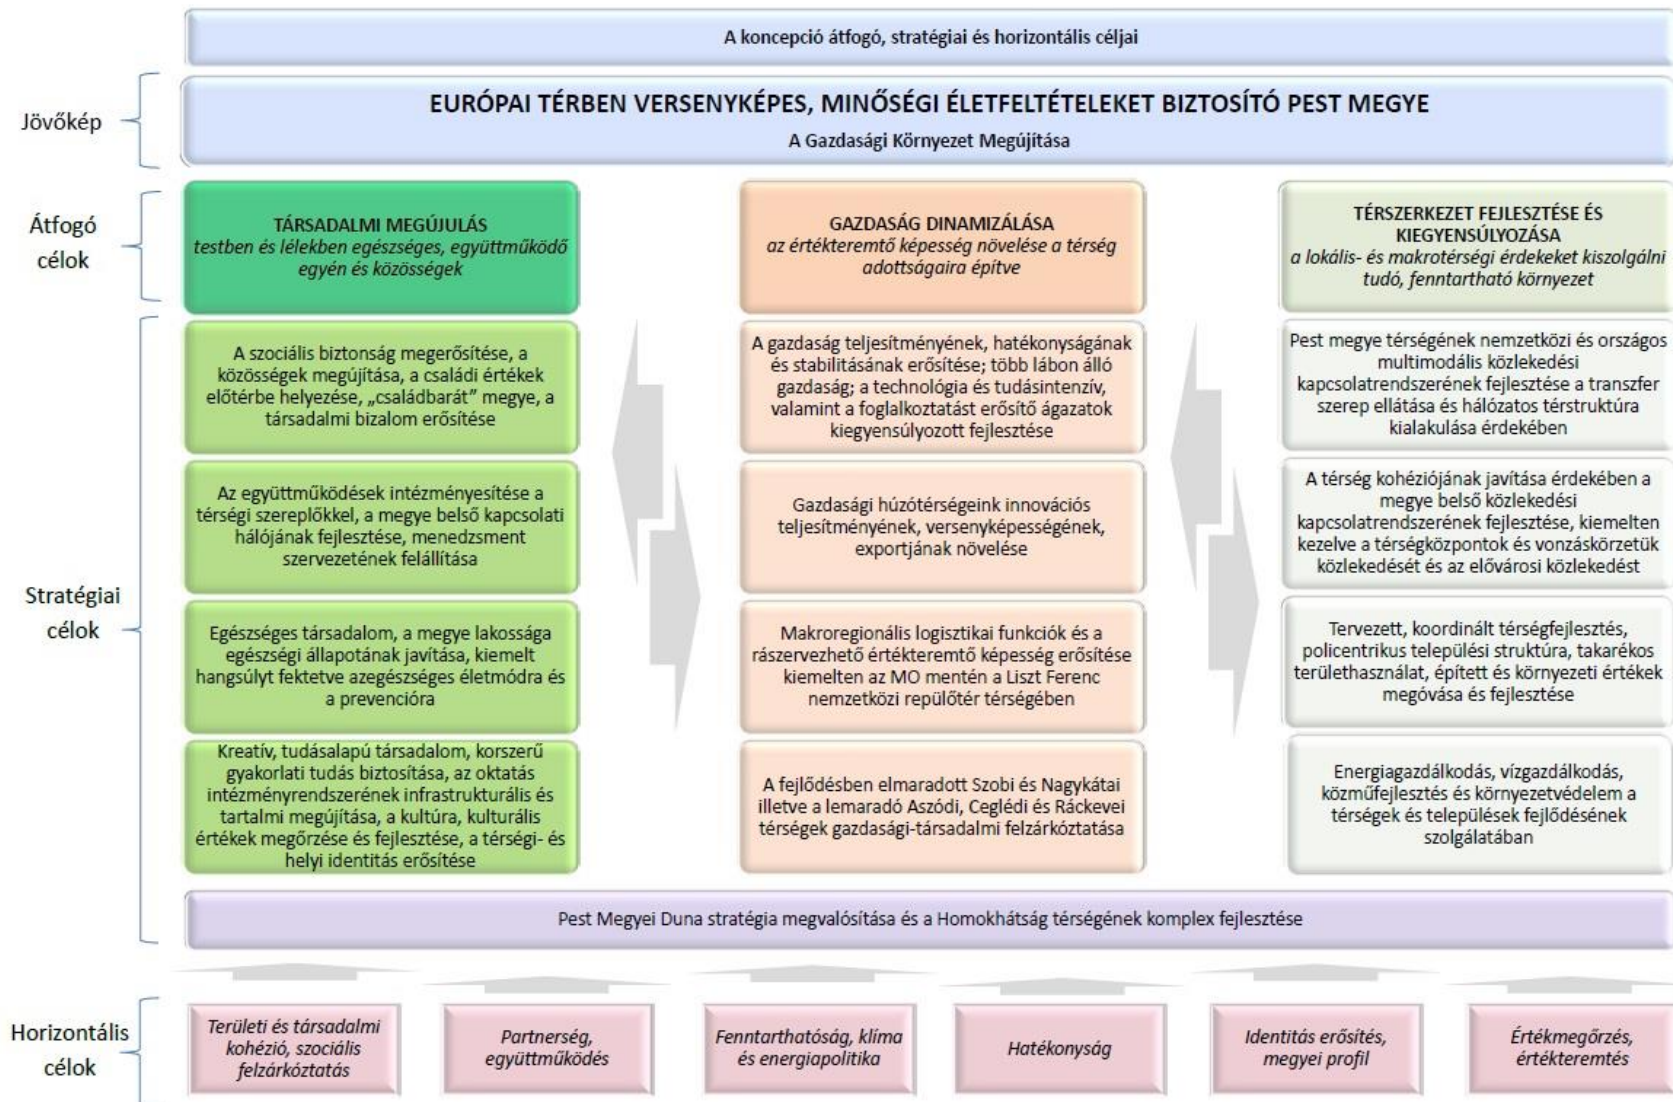 A koncepció átfogó, stratégiai és horizontális céljai
Jövőkép
EURÓPAI TÉRBEN VERSENYKÉPES, MINŐSÉGI ÉLETFELTÉTELEKET BIZTOSÍTÓ PEST MEGYE
A Gazdasági Környezet Megújítása
Átfogó
célok
TÁRSADALMI MEGÚJULÁS
testben és lélekben egészséges, együttműködő
egyén és közösségek
GAZDASÁG DINAMIZÁLÁSA
az értékteremtő képesség növelése a térség
adottságaira építve
TÉRSZERKEZET FEJLESZTÉSE ÉS
KIEGYENSÚLYOZÁSA
a lokális- és makrotérségi érdekeket kiszolgálni
tudó, fenntartható környezet
Stratégiai
célok
A szociális biztonság megerősítése, a
közösségek megújítása, a családi értékek
előtérbe helyezése, „családbarát” megye, a
társadalmi bizalom erősítése
A gazdaság teljesítményének, hatékonyságának
és stabilitásának erősítése; több lábon álló
gazdaság; a technológia és tudásintenzív,
valamint a foglalkoztatást erősítő ágazatok
kiegyensúlyozott fejlesztése
Pest megye térségének nemzetközi és országos
multimodális közlekedési
kapcsolatrendszerének fejlesztése a transzfer
szerep ellátása és hálózatos térstruktúra
kialakulása érdekében
Az együttműködések intézményesítése a
térségi szereplőkkel, a megye belső kapcsolati
hálójának fejlesztése, menedzsment
szervezetének felállítása
Gazdasági húzótérségeink innovációs
teljesítményének, versenyképességének,
exportjának növelése
A térség kohéziójának javítása érdekében a
megye belső közlekedési
kapcsolatrendszerének fejlesztése, kiemelten
kezelve a térségközpontok és vonzáskörzetük
közlekedését és az elővárosi közlekedést
Egészséges társadalom, a megye lakossága
egészségi állapotának javítása, kiemelt
hangsúlyt fektetve azegészséges életmódra és
a prevencióra
Makroregionális logisztikai funkciók és a
rászervezhető értékteremtő képesség erősítése
kiemelten az MO mentén a Liszt Ferenc
nemzetközi repülőtér térségében
Tervezett, koordinált térségfejlesztés,
policentrikus települési struktúra, takarékos
területhasználat, épített és környezeti értékek
megóvása és fejlesztése
Kreatív, tudásalapú társadalom, korszerű
gyakorlati tudás biztosítása, az oktatás
intézményrendszerének infrastrukturális és
tartalmi megújítása, a kultúra, kulturális
értékek megőrzése és fejlesztése, a térségi- és
helyi identitás erősítése
A fejlődésben elmaradott Szobi és Nagykátai
illetve a lemaradó Aszódi, Ceglédi és Ráckevei
térségek gazdasági-társadalmi felzárkóztatása
Energiagazdálkodás, vízgazdálkodás,
közműfejlesztés és környezetvédelem a
térségek és települések fejlődésének
szolgálatában
Pest Megyei Duna stratégia megvalósítása és a Homokhátság térségének komplex fejlesztése
Horizontális
célok
Területi és társadalmi
kohézió, szociális
felzárkóztatás
Partnerség,
együttműködés
Fenntarthatóság, klíma
és energiapolitika
Hatékonyság
Identitás erősítés,
megyei profil
Értékmegőrzés,
értékteremtés